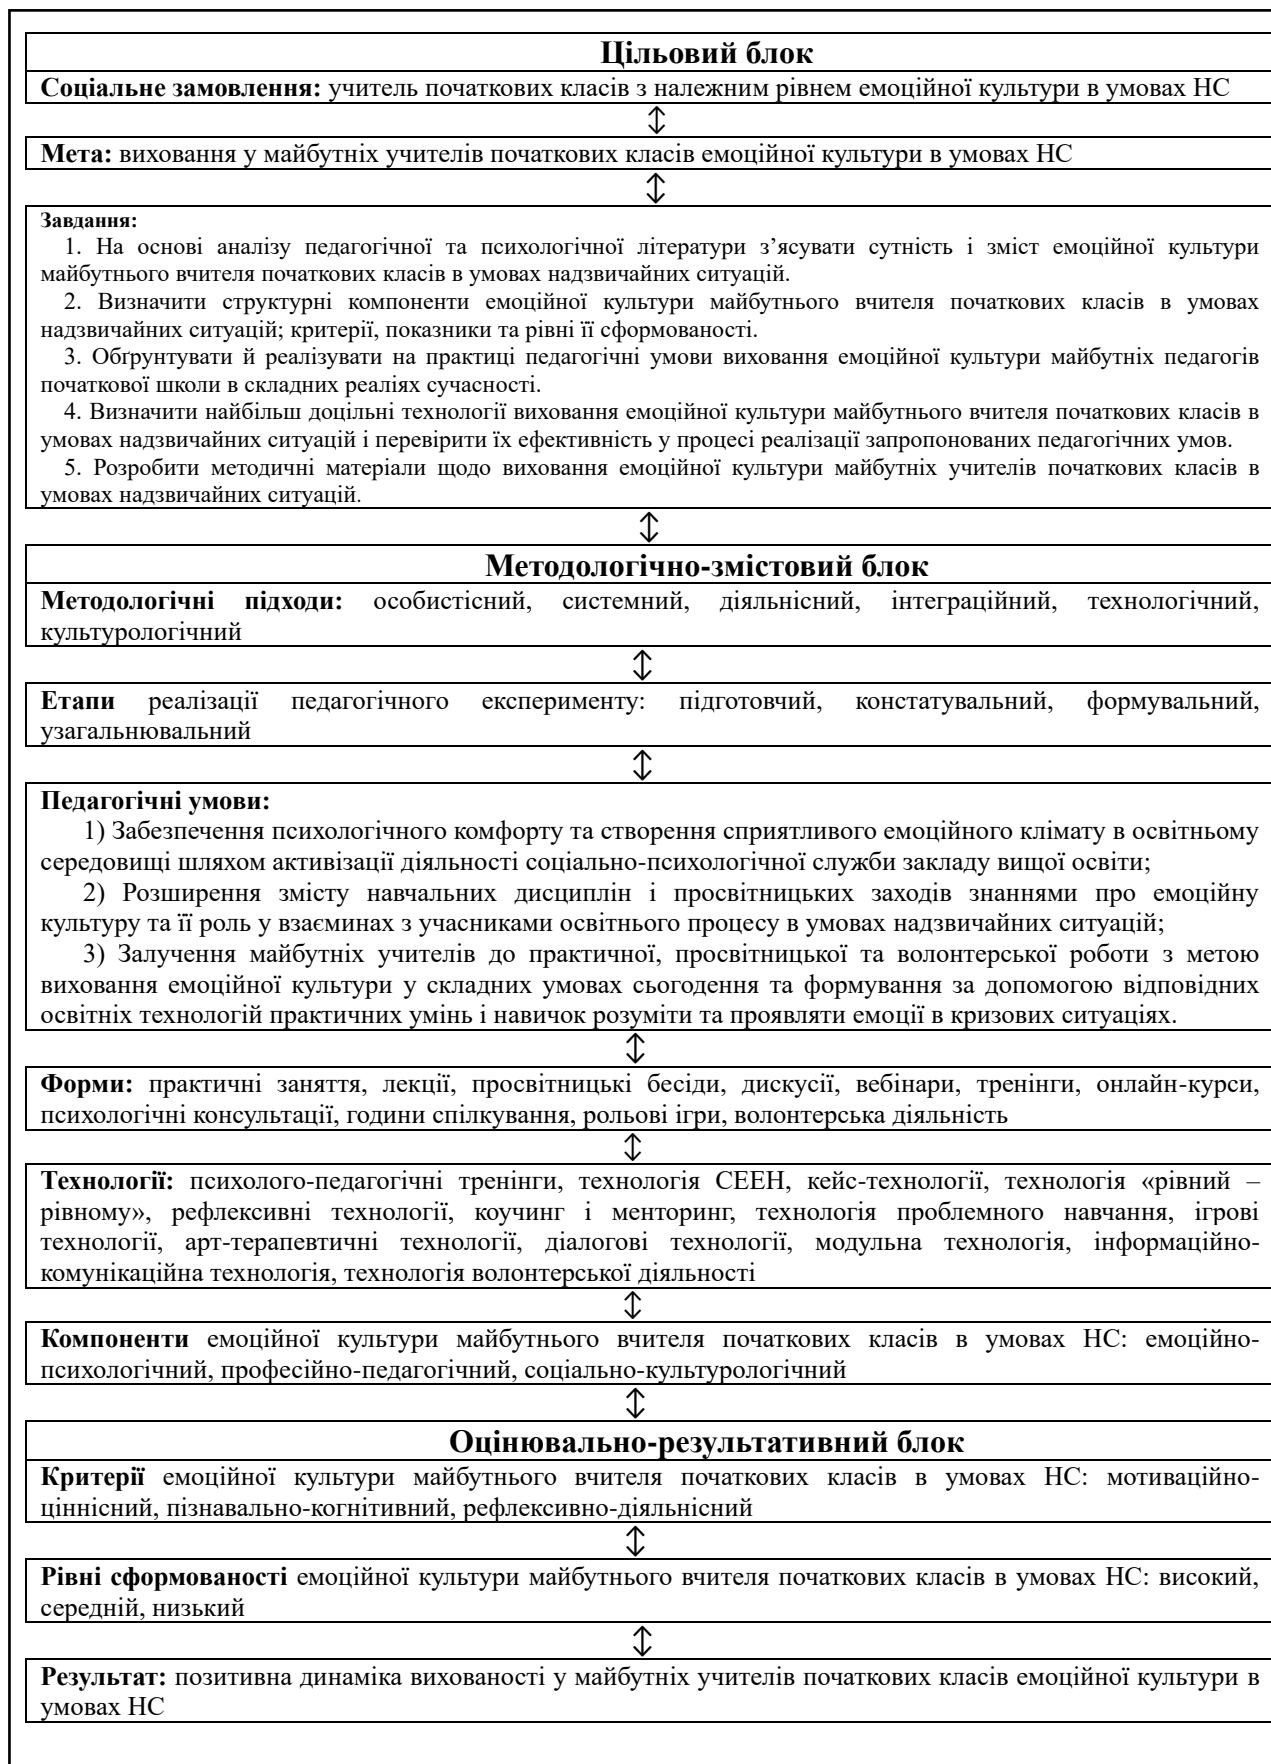 Цільовий блок
Соціальне замовлення: учитель початкових класів з належним рівнем емоційної культури в умовах НС
↕
Мета: виховання у майбутніх учителів початкових класів емоційної культури в умовах НС
↕
Завдання:
1. На основі аналізу педагогічної та психологічної літератури з’ясувати сутність і зміст емоційної культури
майбутнього вчителя початкових класів в умовах надзвичайних ситуацій.
2. Визначити структурні компоненти емоційної культури майбутнього вчителя початкових класів в умовах
надзвичайних ситуацій; критерії, показники та рівні її сформованості.
3. Обґрунтувати й реалізувати на практиці педагогічні умови виховання емоційної культури майбутніх педагогів
початкової школи в складних реаліях сучасності.
4. Визначити найбільш доцільні технології виховання емоційної культури майбутнього вчителя початкових класів в
умовах надзвичайних ситуацій і перевірити їх ефективність у процесі реалізації запропонованих педагогічних умов.
5. Розробити методичні матеріали щодо виховання емоційної культури майбутніх учителів початкових класів в
умовах надзвичайних ситуацій.
↕
Методологічно-змістовий блок
Методологічні підходи: особистісний, системний, діяльнісний, інтеграційний, технологічний,
культурологічний
↕
Етапи реалізації педагогічного експерименту: підготовчий, констатувальний, формувальний,
узагальнювальний
↕
Педагогічні умови:
1) Забезпечення психологічного комфорту та створення сприятливого емоційного клімату в освітньому
середовищі шляхом активізації діяльності соціально-психологічної служби закладу вищої освіти;
2) Розширення змісту навчальних дисциплін і просвітницьких заходів знаннями про емоційну
культуру та її роль у взаєминах з учасниками освітнього процесу в умовах надзвичайних ситуацій;
3) Залучення майбутніх учителів до практичної, просвітницької та волонтерської роботи з метою
виховання емоційної культури у складних умовах сьогодення та формування за допомогою відповідних
освітніх технологій практичних умінь і навичок розуміти та проявляти емоції в кризових ситуаціях.
↕
Форми: практичні заняття, лекції, просвітницькі бесіди, дискусії, вебінари, тренінги, онлайн-курси,
психологічні консультації, години спілкування, рольові ігри, волонтерська діяльність
↕
Технології: психолого-педагогічні тренінги, технологія СЕЕН, кейс-технології, технологія «рівний –
рівному», рефлексивні технології, коучинг і менторинг, технологія проблемного навчання, ігрові
технології, арт-терапевтичні технології, діалогові технології, модульна технологія, інформаційно-
комунікаційна технологія, технологія волонтерської діяльності
↕
Компоненти емоційної культури майбутнього вчителя початкових класів в умовах НС: емоційно-
психологічний, професійно-педагогічний, соціально-культурологічний
↕
Оцінювально-результативний блок
Критерії емоційної культури майбутнього вчителя початкових класів в умовах НС: мотиваційно-
ціннісний, пізнавально-когнітивний, рефлексивно-діяльнісний
↕
Рівні сформованості емоційної культури майбутнього вчителя початкових класів в умовах НС: високий,
середній, низький
↕
Результат: позитивна динаміка вихованості у майбутніх учителів початкових класів емоційної культури в
умовах НС